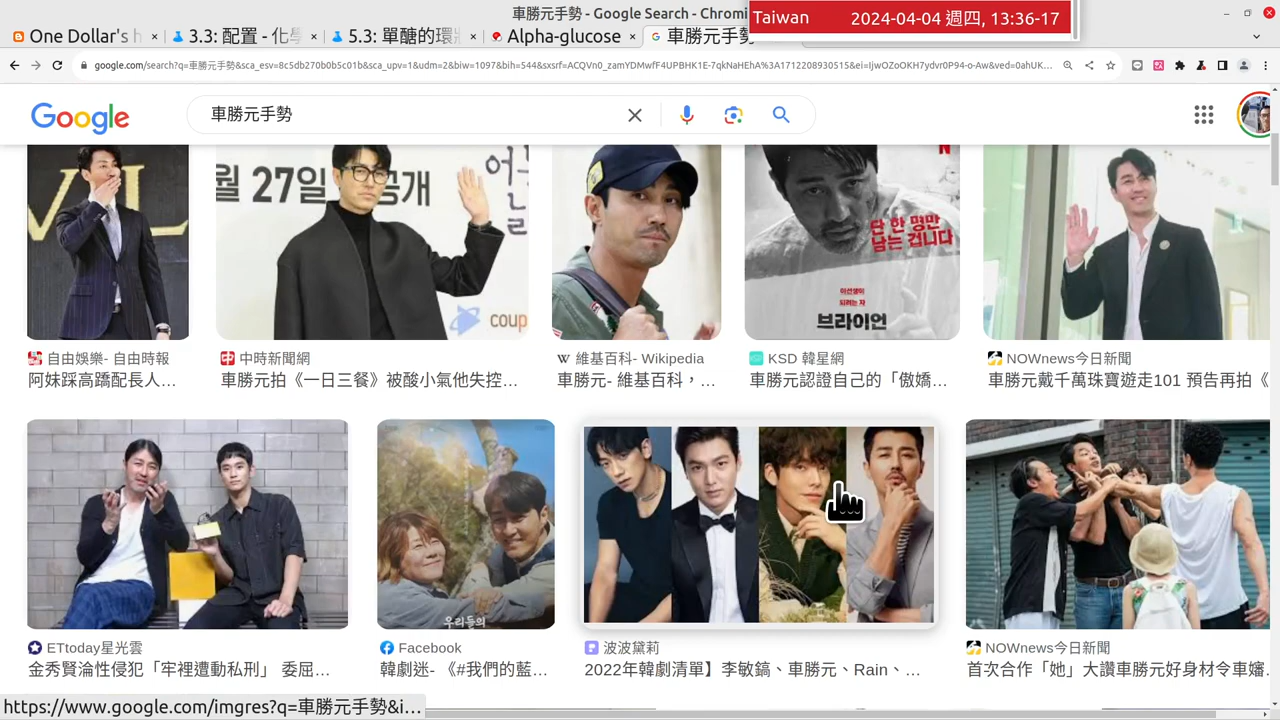 車勝元手勢 - Google Search - Chromi
Taiwan 2024-04-04 週四, 13:36-17
One Dollar's h
3.3: 配置 - 化學
5.3: 單醣的環
Alpha-glucose
車勝元手勢
google.com/search?q=車勝元手勢&sca_esv=8c5db270b0b5c01b&sca_upv=1&udm=2&biw=1097&bih=544&sxsrf=ACQVn0_zamYDMwfF4UPBHK1E-7qkNaHEhA%3A1712208930515&ei=IjwOZoOKH7ydvr0P94-o-Aw&ved=0ahUK...
Google
車勝元手勢
VL
월 27일
공개
coup
단 한 명만
남는 겁니다
이선생이
되려는 자
브라이언
自由娛樂- 自由時報
中時新聞網
維基百科- Wikipedia
KSD 韓星網
NOWnews今日新聞
阿妹踩高蹺配長人...
車勝元拍《一日三餐》被酸小氣他失控...
車勝元- 維基百科，...
車勝元認證自己的「傲嬌...
車勝元戴千萬珠寶遊走101 預告再拍《
우리들의
ETtoday星光雲
Facebook
波波黛莉
NOWnews今日新聞
金秀賢淪性侵犯「牢裡遭動私刑」 委屈...
韓劇迷- 《#我們的藍...
2022年韓劇清單】李敏鎬、車勝元、Rain、...
首次合作「她」大讚車勝元好身材令車嬸
https://www.google.com/imgres?q=車勝元手勢&i...